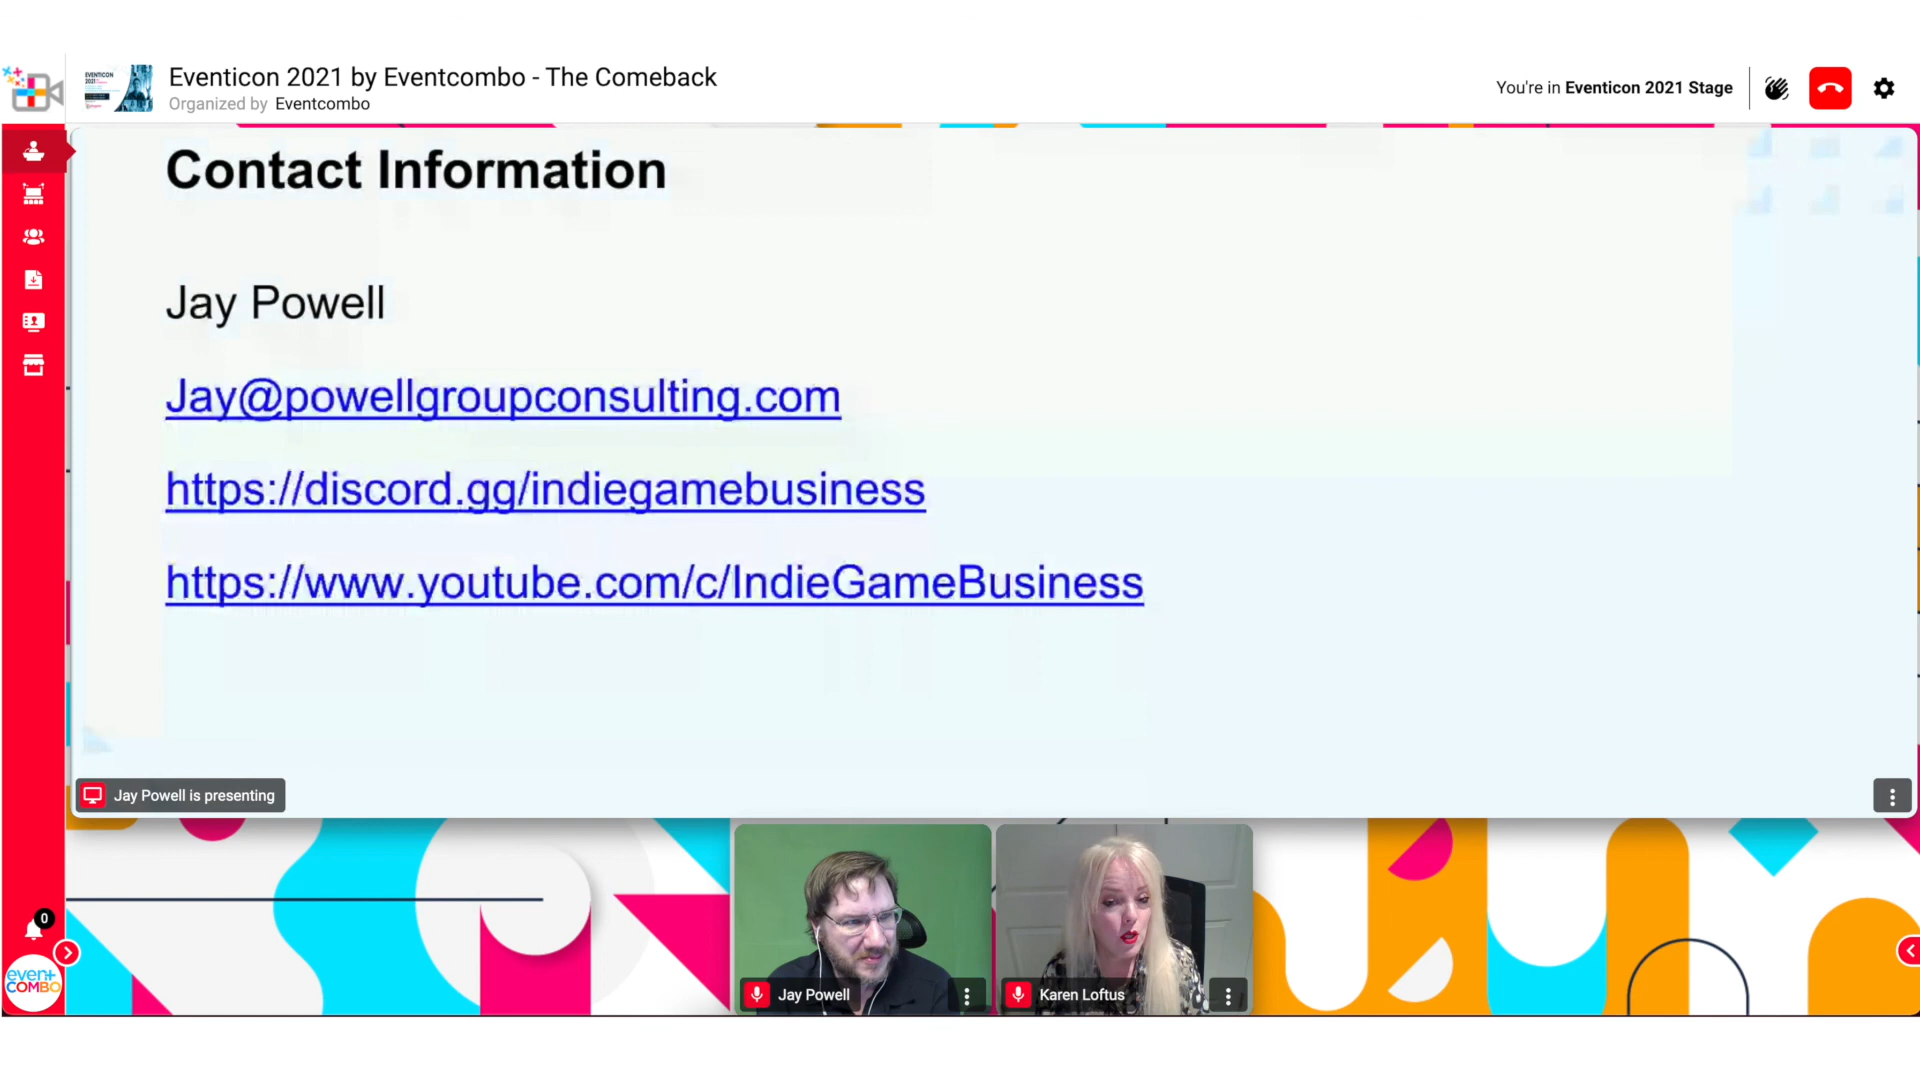 Eventicon 2021 by Eventcombo - The Comeback
Organized by Eventcombo
You're in Eventicon 2021 Stage
EVENTICON
2021
Contact Information
Jay Powell
Jay@powellgroupconsulting.com
https://discord.gg/indiegamebusiness
https://www.youtube.com/c/IndieGameBusiness
Jay Powell is presenting
0
event
COMBO
Jay Powell
Karen Loftus